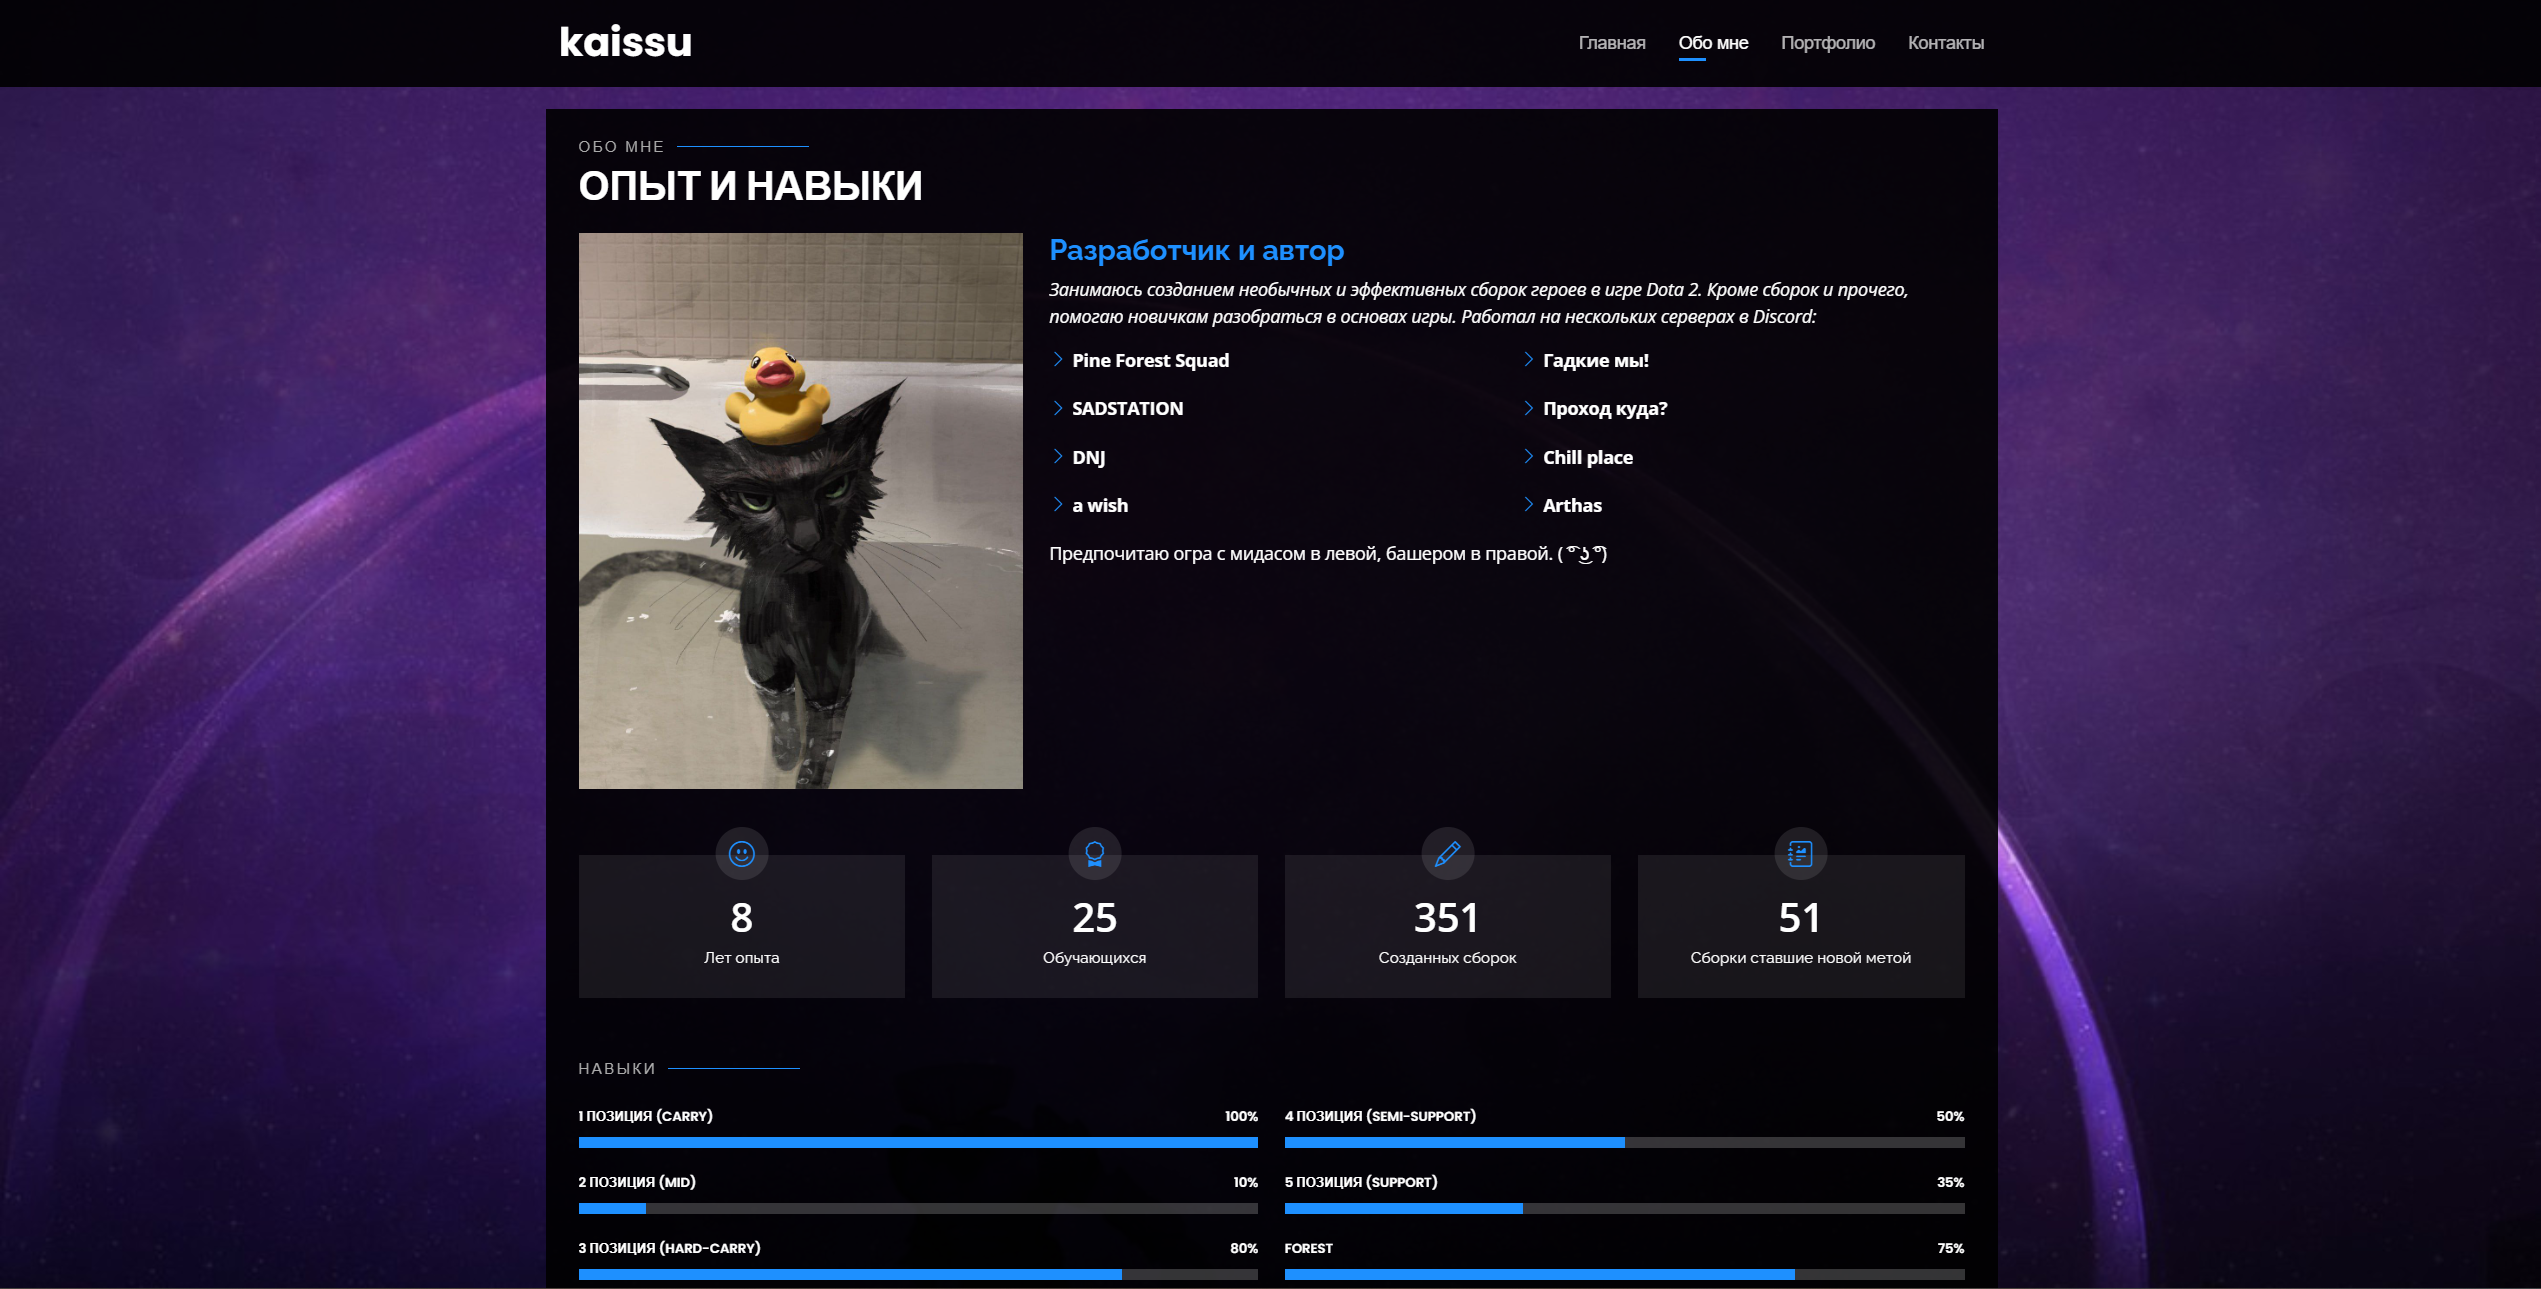 kaissu
Главная Обо мне Портфолио Контакты
ОБО МНЕ
ОПЫТ И НАВЫКИ
Разработчик и автор
Занимаюсь созданием необычных и эффективных сборок героев в игре Dota 2. Кроме сборок и прочего,
помогаю новичкам разобраться в основах игры. Работал на нескольких серверах в Discord:
Pine Forest Squad
SADSTATION
DNJ
a wish
Гадкие мы!
Проход куда?
Chill place
Arthas
Предпочитаю огра с мидасом в левой, башером в правой. ( ͡° ͜ʖ ͡°)
8
Лет опыта
25
Обучающихся
351
Созданных сборок
51
Сборки ставшие новой метой
НАВЫКИ
1 ПОЗИЦИЯ (CARRY) 100%
2 ПОЗИЦИЯ (MID) 10%
3 ПОЗИЦИЯ (HARD-CARRY) 80%
4 ПОЗИЦИЯ (SEMI-SUPPORT) 50%
5 ПОЗИЦИЯ (SUPPORT) 35%
FOREST 75%